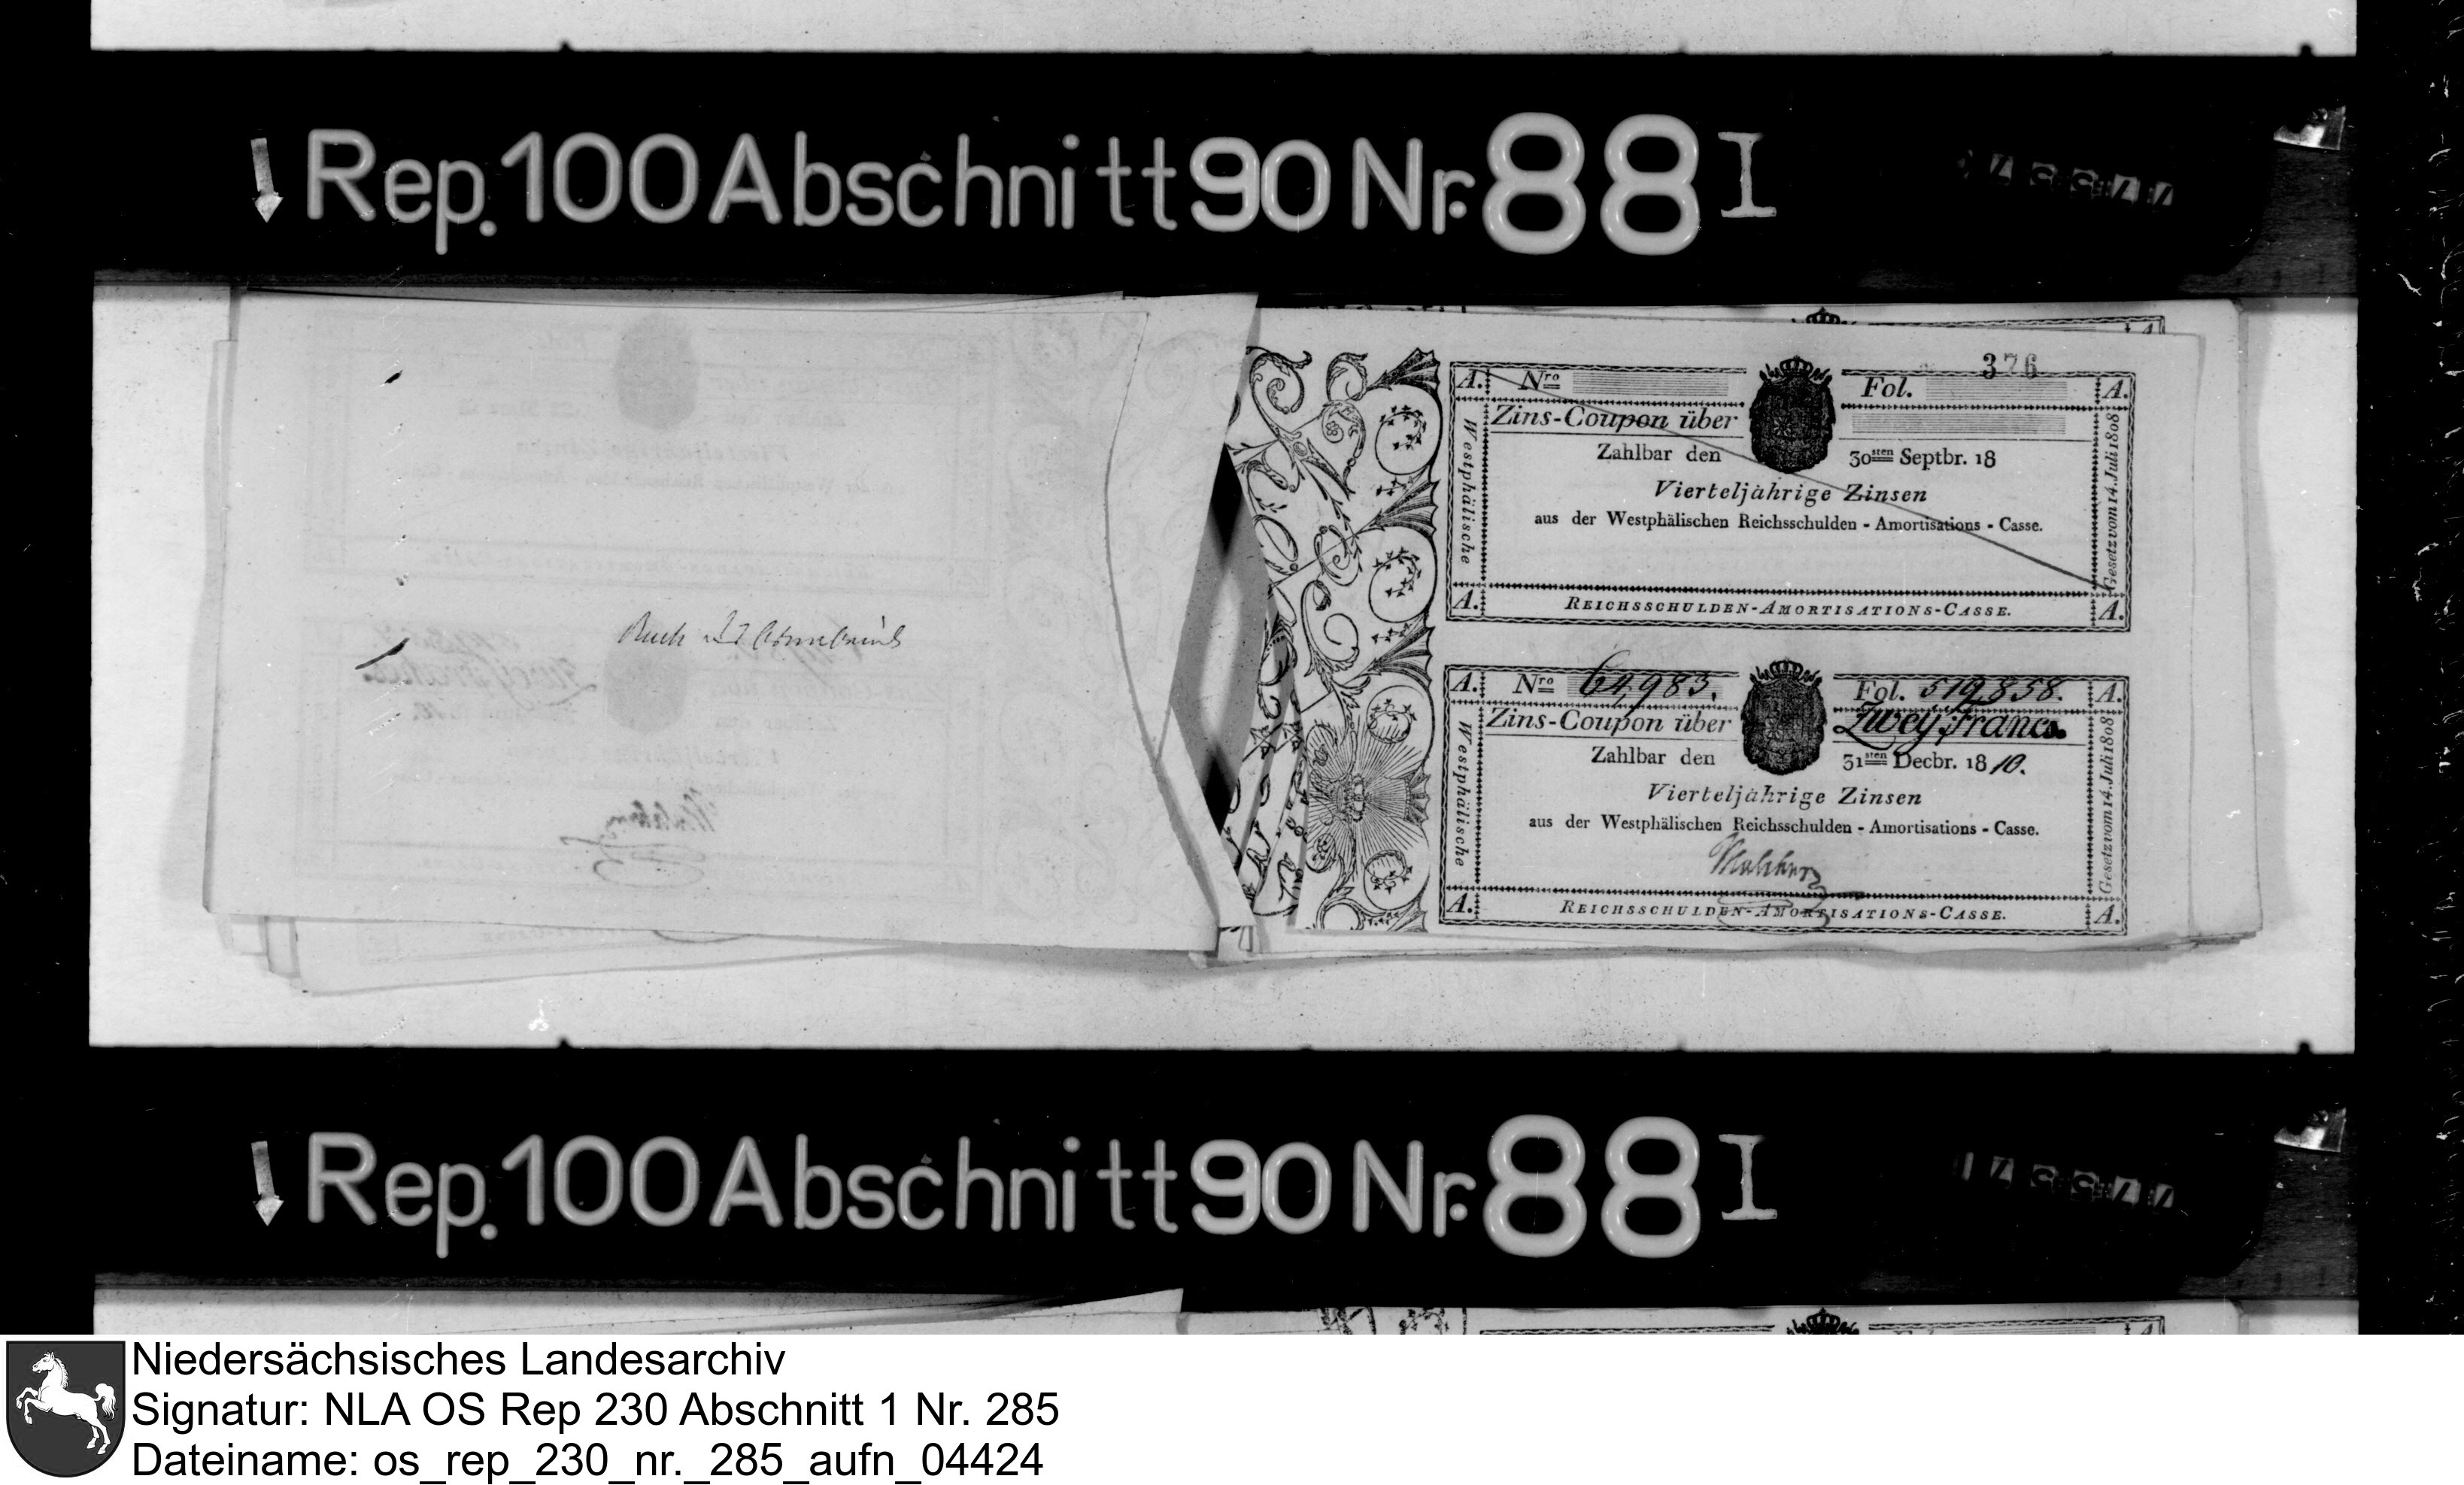 Rep. 100 Abschnitt 90 Nr. 88 I
376
A. Nro Fol. A.
Zins-Coupon über
Zahlbar den 30sten Septbr. 18
Vierteljährige Zinsen
aus der Westphälischen Reichsschulden - Amortisations - Casse.
Westphälische
Gesetz vom 14. Juli 1808
A. REICHSSCHULDEN-AMORTISATIONS-CASSE. A.
A. Nro 64,983. Fol. 519,858. A.
Zins-Coupon über Zwey francs.
Zahlbar den 31sten Decbr. 1810.
Vierteljährige Zinsen
aus der Westphälischen Reichsschulden - Amortisations - Casse.
Westphälische
Gesetz vom 14. Juli 1808
A. REICHSSCHULDEN-AMORTISATIONS-CASSE. A.
Rep. 100 Abschnitt 90 Nr. 88 I
Niedersächsisches Landesarchiv
Signatur: NLA OS Rep 230 Abschnitt 1 Nr. 285
Dateiname: os_rep_230_nr._285_aufn_04424